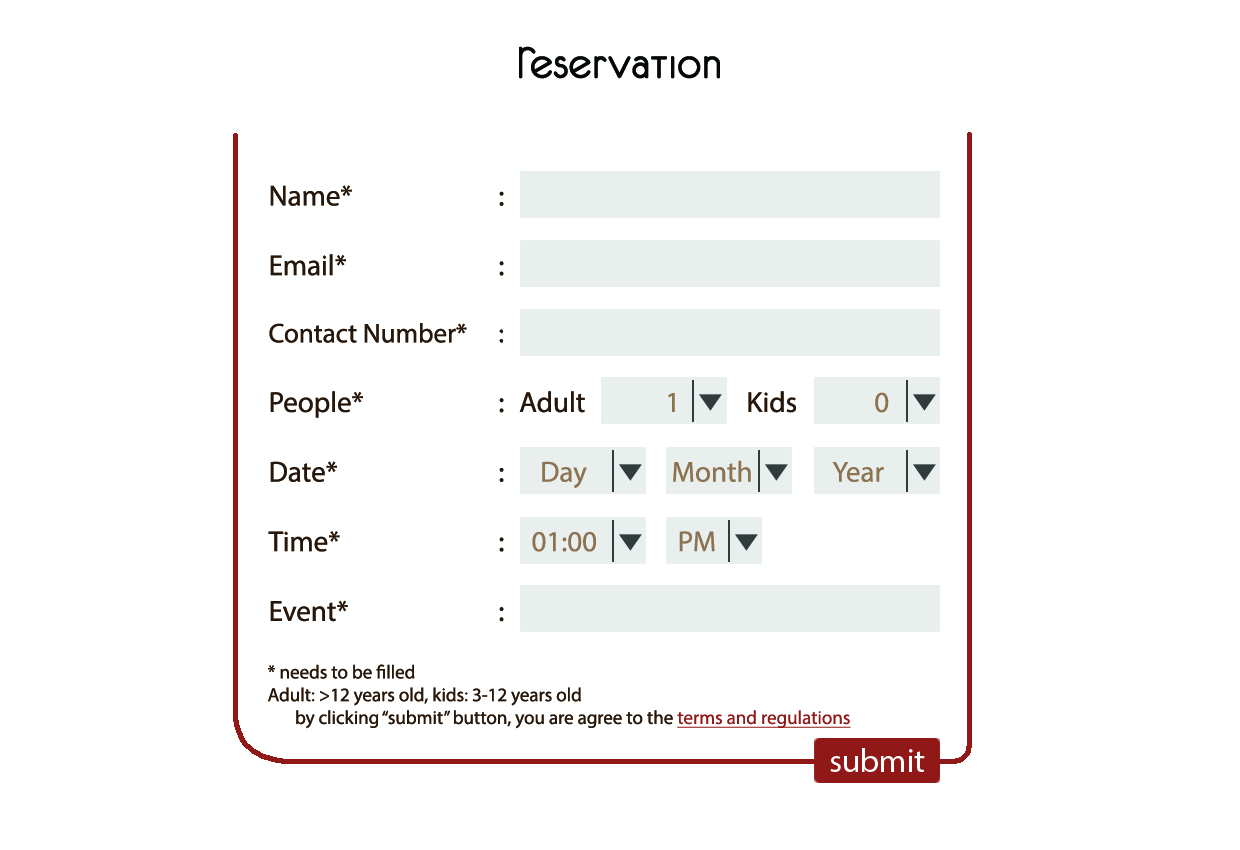 reservation
Name* :
Email* :
Contact Number* :
People* : Adult 1 Kids 0
Date* : Day Month Year
Time* : 01:00 PM
Event* :
* needs to be filled
Adult: >12 years old, kids: 3-12 years old
by clicking “submit” button, you are agree to the terms and regulations
submit